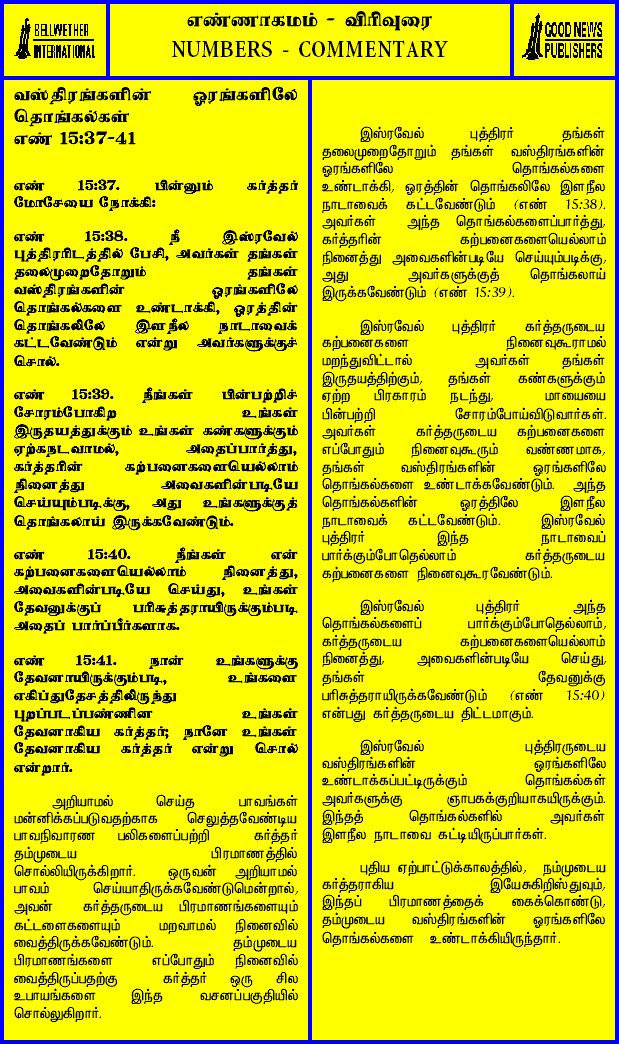 BELLWETHER
INTERNATIONAL
எண்ணாகமம் - விரிவுரை
NUMBERS - COMMENTARY
GOOD NEWS
PUBLISHERS
வஸ்திரங்களின் ஓரங்களிலே
தொங்கல்கள்
எண் 15:37-41
எண் 15:37. பின்னும் கர்த்தர்
மோசேயை நோக்கி:
எண் 15:38. நீ இஸ்ரவேல்
புத்திரரிடத்தில் பேசி, அவர்கள் தங்கள்
தலைமுறைதோறும் தங்கள்
வஸ்திரங்களின் ஓரங்களிலே
தொங்கல்களை உண்டாக்கி, ஓரத்தின்
தொங்கலிலே இளநீல நாடாவைக்
கட்டவேண்டும் என்று அவர்களுக்குச்
சொல்.
எண் 15:39. நீங்கள் பின்பற்றிச்
சோரம்போகிற உங்கள்
இருதயத்துக்கும் உங்கள் கண்களுக்கும்
ஏற்கநடவாமல், அதைப்பார்த்து,
கர்த்தரின் கற்பனைகளையெல்லாம்
நினைத்து அவைகளின்படியே
செய்யும்படிக்கு, அது உங்களுக்குத்
தொங்கலாய் இருக்கவேண்டும்.
எண் 15:40. நீங்கள் என்
கற்பனைகளையெல்லாம் நினைத்து,
அவைகளின்படியே செய்து, உங்கள்
தேவனுக்குப் பரிசுத்தராயிருக்கும்படி
அதைப் பார்ப்பீர்களாக.
எண் 15:41. நான் உங்களுக்கு
தேவனாயிருக்கும்படி, உங்களை
எகிப்துதேசத்திலிருந்து
புறப்படப்பண்ணின உங்கள்
தேவனாகிய கர்த்தர்; நானே உங்கள்
தேவனாகிய கர்த்தர் என்று சொல்
என்றார்.
அறியாமல் செய்த பாவங்கள்
மன்னிக்கப்படுவதற்காக செலுத்தவேண்டிய
பாவநிவாரண பலிகளைப்பற்றி கர்த்தர்
தம்முடைய பிரமாணத்தில்
சொல்லியிருக்கிறார். ஒருவன் அறியாமல்
பாவம் செய்யாதிருக்கவேண்டுமென்றால்,
அவன் கர்த்தருடைய பிரமாணங்களையும்
கட்டளைகளையும் மறவாமல் நினைவில்
வைத்திருக்கவேண்டும். தம்முடைய
பிரமாணங்களை எப்போதும் நினைவில்
வைத்திருப்பதற்கு கர்த்தர் ஒரு சில
உபாயங்களை இந்த வசனப்பகுதியில்
சொல்லுகிறார்.
இஸ்ரவேல் புத்திரர் தங்கள்
தலைமுறைதோறும் தங்கள் வஸ்திரங்களின்
ஓரங்களிலே தொங்கல்களை
உண்டாக்கி, ஓரத்தின் தொங்கலிலே இளநீல
நாடாவைக் கட்டவேண்டும் (எண் 15:38).
அவர்கள் அந்த தொங்கல்களைப்பார்த்து,
கர்த்தரின் கற்பனைகளையெல்லாம்
நினைத்து அவைகளின்படியே செய்யும்படிக்கு,
அது அவர்களுக்குத் தொங்கலாய்
இருக்கவேண்டும் (எண் 15:39).
இஸ்ரவேல் புத்திரர் கர்த்தருடைய
கற்பனைகளை நினைவுகூராமல்
மறந்துவிட்டால் அவர்கள் தங்கள்
இருதயத்திற்கும், தங்கள் கண்களுக்கும்
ஏற்ற பிரகாரம் நடந்து, மாயையை
பின்பற்றி சோரம்போய்விடுவார்கள்.
அவர்கள் கர்த்தருடைய கற்பனைகளை
எப்போதும் நினைவுகூரும் வண்ணமாக,
தங்கள் வஸ்திரங்களின் ஓரங்களிலே
தொங்கல்களை உண்டாக்கவேண்டும். அந்த
தொங்கல்களின் ஓரத்திலே இளநீல
நாடாவைக் கட்டவேண்டும். இஸ்ரவேல்
புத்திரர் இந்த நாடாவைப்
பார்க்கும்போதெல்லாம் கர்த்தருடைய
கற்பனைகளை நினைவுகூரவேண்டும்.
இஸ்ரவேல் புத்திரர் அந்த
தொங்கல்களைப் பார்க்கும்போதெல்லாம்,
கர்த்தருடைய கற்பனைகளையெல்லாம்
நினைத்து, அவைகளின்படியே செய்து,
தங்கள் தேவனுக்கு
பரிசுத்தராயிருக்கவேண்டும் (எண் 15:40)
என்பது கர்த்தருடைய திட்டமாகும்.
இஸ்ரவேல் புத்திரருடைய
வஸ்திரங்களின் ஓரங்களிலே
உண்டாக்கப்பட்டிருக்கும் தொங்கல்கள்
அவர்களுக்கு ஞாபகக்குறியாகயிருக்கும்.
இந்தத் தொங்கல்களில் அவர்கள்
இளநீல நாடாவை கட்டியிருப்பார்கள்.
புதிய ஏற்பாட்டுக்காலத்தில், நம்முடைய
கர்த்தராகிய இயேசுகிறிஸ்துவும்,
இந்தப் பிரமாணத்தைக் கைக்கொண்டு,
தம்முடைய வஸ்திரங்களின் ஓரங்களிலே
தொங்கல்களை உண்டாக்கியிருந்தார்.